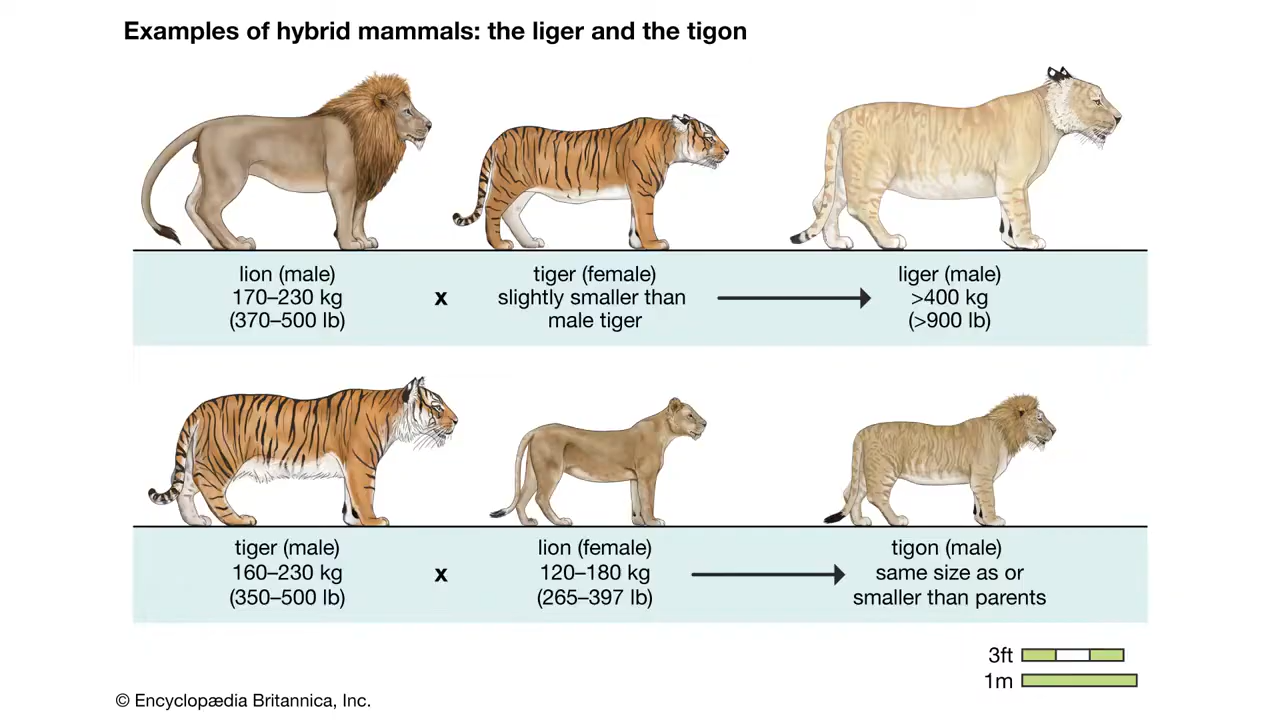 Examples of hybrid mammals: the liger and the tigon
lion (male)
170–230 kg
(370–500 lb)
x
tiger (female)
slightly smaller than
male tiger
liger (male)
>400 kg
(>900 lb)
tiger (male)
160–230 kg
(350–500 lb)
x
lion (female)
120–180 kg
(265–397 lb)
tigon (male)
same size as or
smaller than parents
3ft
1m
© Encyclopædia Britannica, Inc.